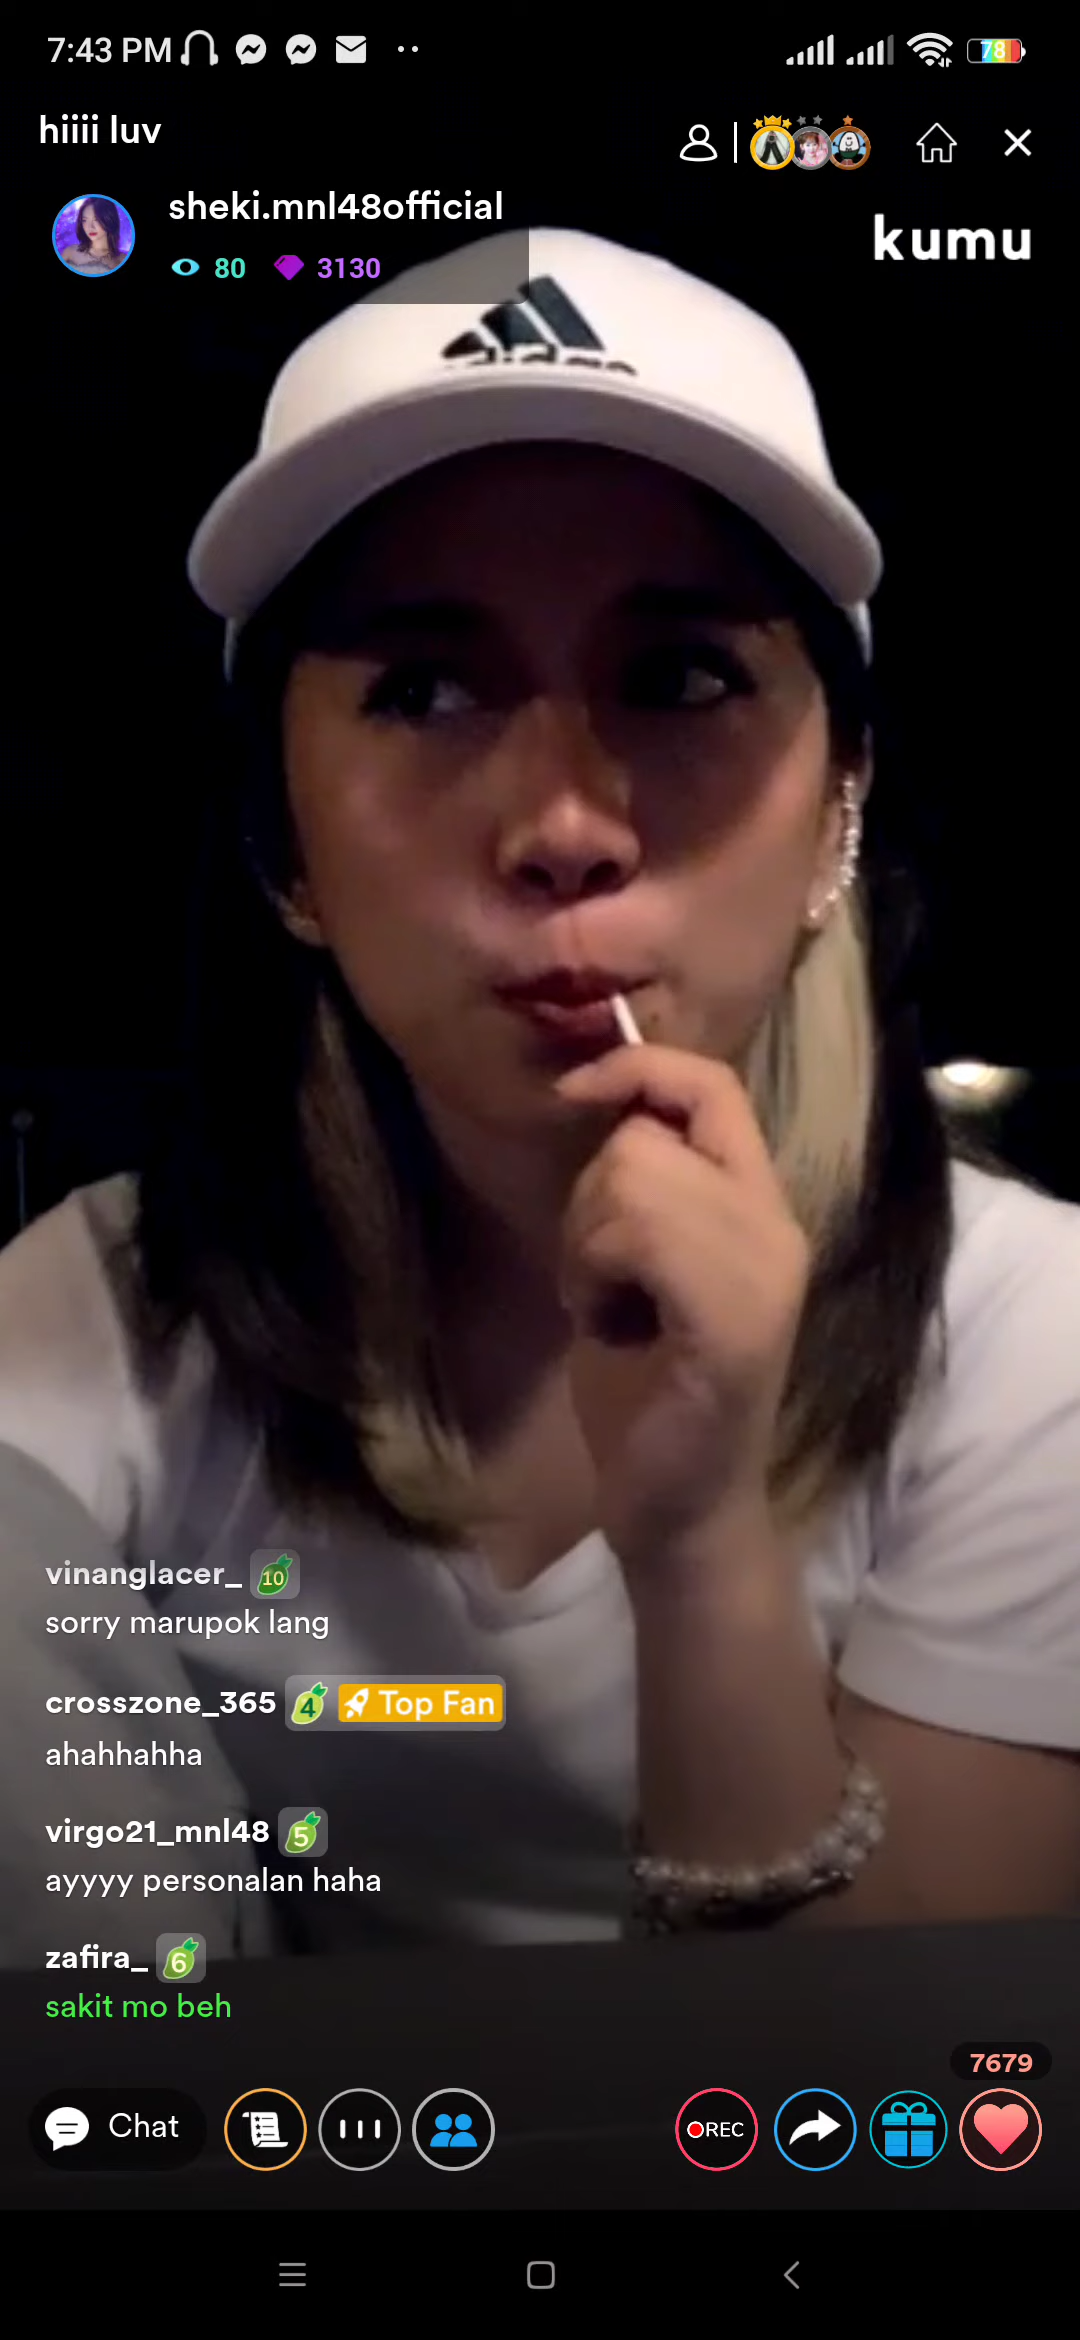 7:43 PM
78
hiiii luv
sheki.mnl48official
80 3130
kumu
adidas
vinanglacer_ 10
sorry marupok lang
crosszone_365 4 Top Fan
ahahhahha
virgo21_mnl48 5
ayyyy personalan haha
zafira_ 6
sakit mo beh
7679
Chat
REC